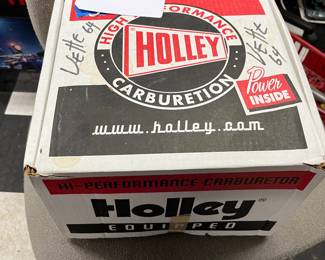 HIGH PERFORMANCE
HOLLEY
CARBURETION
Vette
64
Vette
64
Power
INSIDE
www.holley.com
HI-PERFORMANCE CARBURETOR
Holley®
EQUIPPED